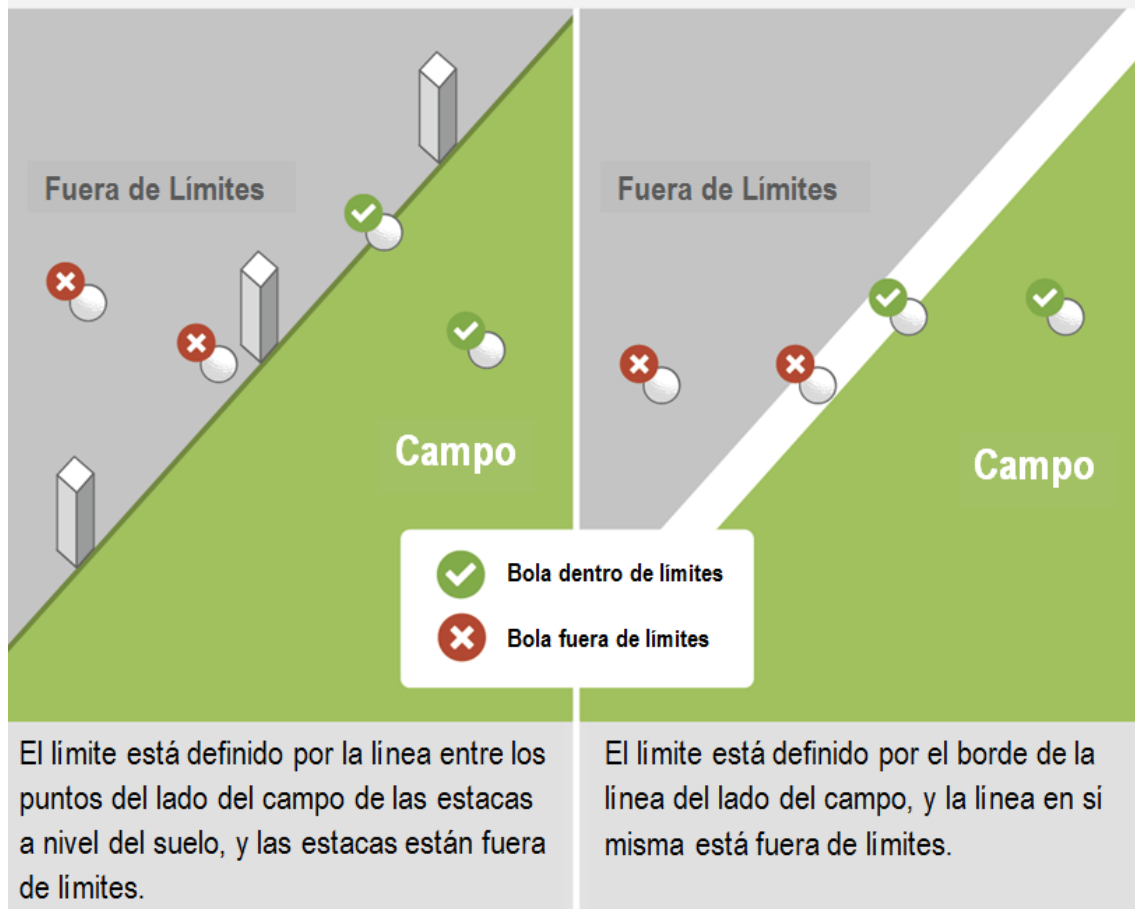 Fuera de Límites
Campo
Fuera de Límites
Campo
Bola dentro de límites
Bola fuera de límites
El límite está definido por la línea entre los
puntos del lado del campo de las estacas
a nivel del suelo, y las estacas están fuera
de límites.
El límite está definido por el borde de la
línea del lado del campo, y la línea en sí
misma está fuera de límites.